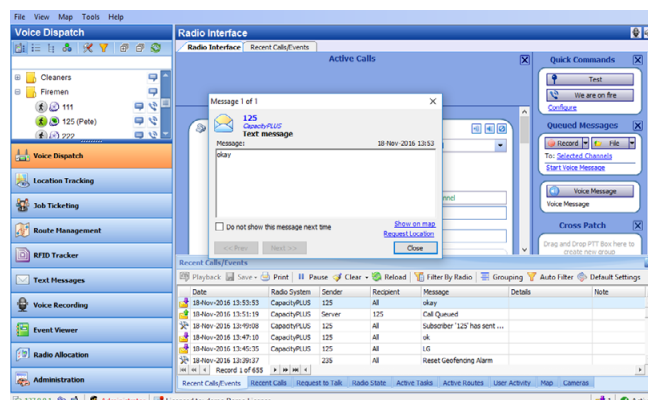 File View Map Tools Help
Voice Dispatch
Radio Interface
Radio Interface Recent Calls/Events
Active Calls
Cleaners
Firemen
111
125 (Pete)
222
Voice Dispatch
Location Tracking
Job Ticketing
Route Management
RFID Tracker
Text Messages
Voice Recording
Event Viewer
Radio Allocation
Administration
Message 1 of 1
125
CapacityPLUS
Text message
Message: 18-Nov-2016 13:53
okay
Do not show this message next time
Show on map
Request Location
<< Prev Next >> Close
Quick Commands
Test
We are on fire
Configure
Queued Messages
Record File
To: Selected Channels
Start Voice Message
Voice Message
Voice Message
Cross Patch
Drag and Drop PTT Box here to
create new group
Recent Calls/Events
Playback Save Print Pause Clear Reload Filter By Radio Grouping Auto Filter Default Settings
Date Radio System Sender Recipient Message Details Note
18-Nov-2016 13:53:53 CapacityPLUS 125 All okay
18-Nov-2016 13:51:19 CapacityPLUS Server 125 Call Queued
18-Nov-2016 13:49:08 CapacityPLUS 125 All Subscriber '125' has sent ...
18-Nov-2016 13:47:10 CapacityPLUS 125 All ok
18-Nov-2016 13:45:35 CapacityPLUS 125 All LG
18-Nov-2016 13:39:37 235 All Reset Geofencing Alarm
Record 1 of 655
Recent Calls/Events Recent Calls Request to Talk Radio State Active Tasks Active Routes User Activity Map Cameras